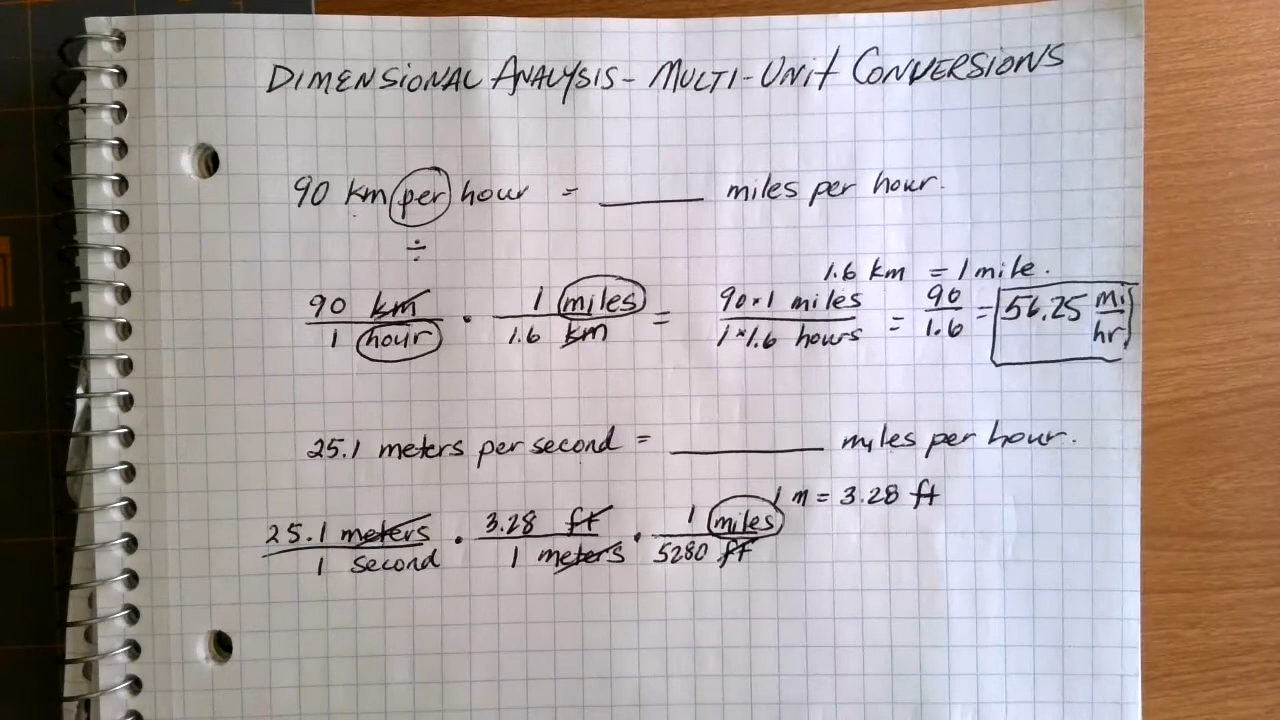 DIMENSIONAL ANALYSIS - MULTI-UNIT CONVERSIONS
90 km per hour = ______ miles per hour.
÷
1.6 km = 1 mile.
90 km / 1 hour · 1 miles / 1.6 km = 90×1 miles / 1×1.6 hours = 90 / 1.6 = 56.25 mi / hr
25.1 meters per second = ______ miles per hour.
1 m = 3.28 ft
25.1 meters / 1 second · 3.28 ft / 1 meters · 1 miles / 5280 ft